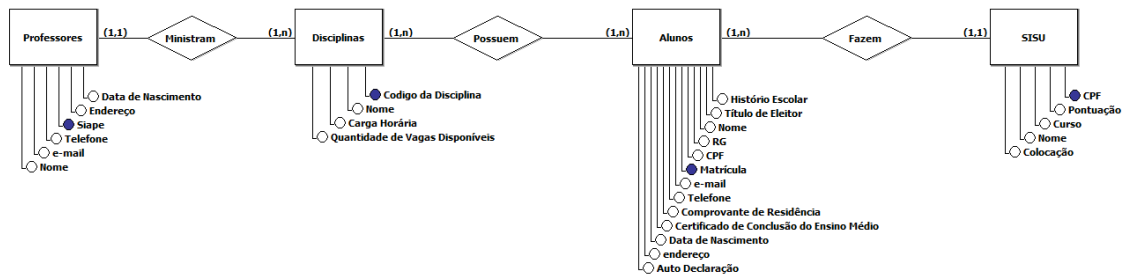 Professores
(1,1)
Ministram
(1,n)
Disciplinas
(1,n)
Possuem
(1,n)
Alunos
(1,n)
Fazem
(1,1)
SISU
Data de Nascimento
Endereço
Siape
Telefone
e-mail
Nome
Codigo da Disciplina
Nome
Carga Horária
Quantidade de Vagas Disponíveis
Histório Escolar
Título de Eleitor
Nome
RG
CPF
Matrícula
e-mail
Telefone
Comprovante de Residência
Certificado de Conclusão do Ensino Médio
Data de Nascimento
endereço
Auto Declaração
CPF
Pontuação
Curso
Nome
Colocação